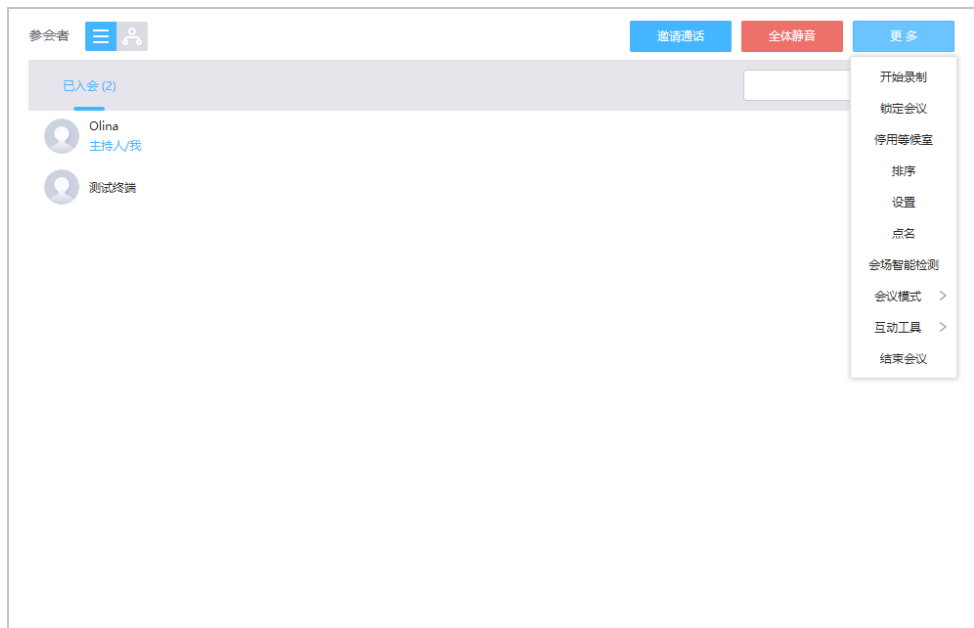 参会者
邀请通话
全体静音
更多
已入会 (2)
Olina
主持人/我
测试终端
开始录制
锁定会议
停用等候室
排序
设置
点名
会场智能检测
会议模式
互动工具
结束会议